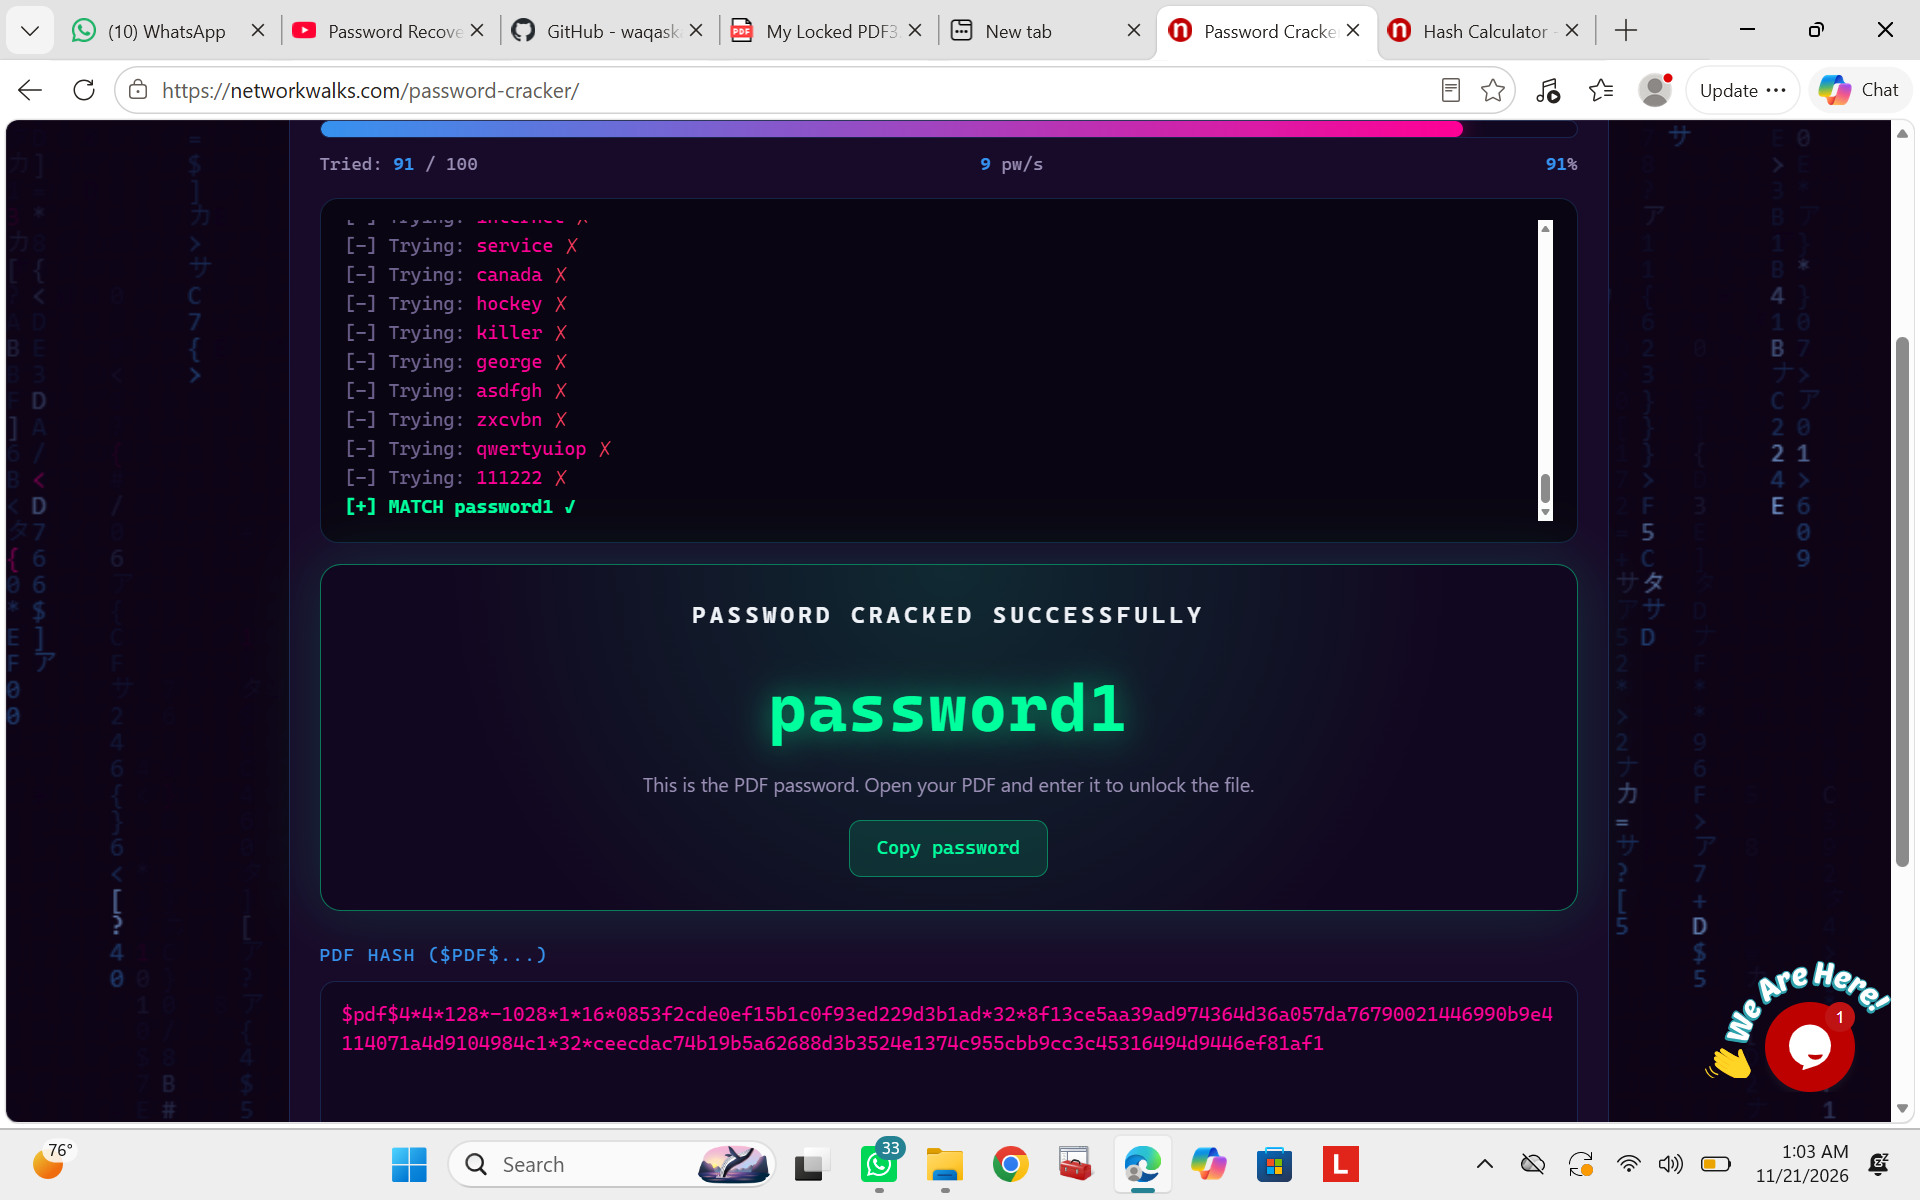 (10) WhatsApp
Password Recove
GitHub - waqask
My Locked PDF3.
New tab
Password Cracke
Hash Calculator -
https://networkwalks.com/password-cracker/
Update
Chat
Tried: 91 / 100
9 pw/s
91%
[-] Trying: internet X
[-] Trying: service X
[-] Trying: canada X
[-] Trying: hockey X
[-] Trying: killer X
[-] Trying: george X
[-] Trying: asdfgh X
[-] Trying: zxcvbn X
[-] Trying: qwertyuiop X
[-] Trying: 111222 X
[+] MATCH password1 ✓
PASSWORD CRACKED SUCCESSFULLY
password1
This is the PDF password. Open your PDF and enter it to unlock the file.
Copy password
PDF HASH ($PDF$...)
$pdf$4*4*128*-1028*1*16*0853f2cde0ef15b1c0f93ed229d3b1ad*32*8f13ce5aa39ad974364d36a057da76790021446990b9e4
114071a4d9104984c1*32*ceecdac74b19b5a62688d3b3524e1374c955cbb9cc3c45316494d9446ef81af1
We Are Here!
1
76°
Search
33
L
1:03 AM
11/21/2026